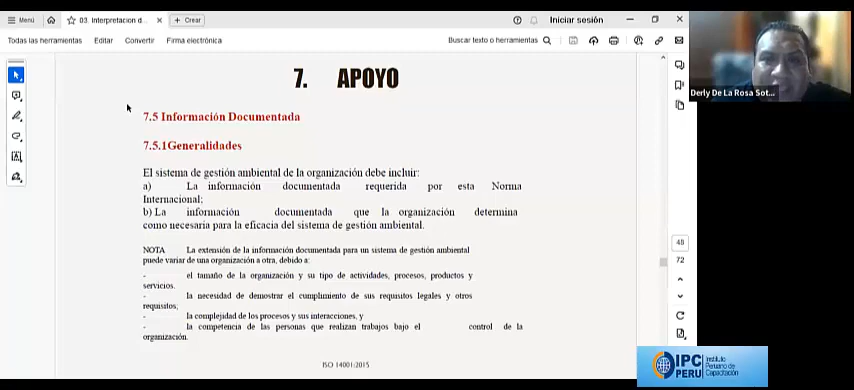 Menú
03. Interpretacion d...
+ Crear
Iniciar sesión
Todas las herramientas
Editar
Convertir
Firma electrónica
Buscar texto o herramientas
Derly De La Rosa Sot...
7. APOYO
7.5 Información Documentada
7.5.1Generalidades
El sistema de gestión ambiental de la organización debe incluir:
a) La información documentada requerida por esta Norma
Internacional;
b) La información documentada que la organización determina
como necesaria para la eficacia del sistema de gestión ambiental.
NOTA La extensión de la información documentada para un sistema de gestión ambiental
puede variar de una organización a otra, debido a:
- el tamaño de la organización y su tipo de actividades, procesos, productos y
servicios.
- la necesidad de demostrar el cumplimiento de sus requisitos legales y otros
requisitos;
- la complejidad de los procesos y sus interacciones, y
- la competencia de las personas que realizan trabajos bajo el control de la
organización.
ISO 14001:2015
48
72
IPC
PERU
Instituto
Peruano de
Capacitación